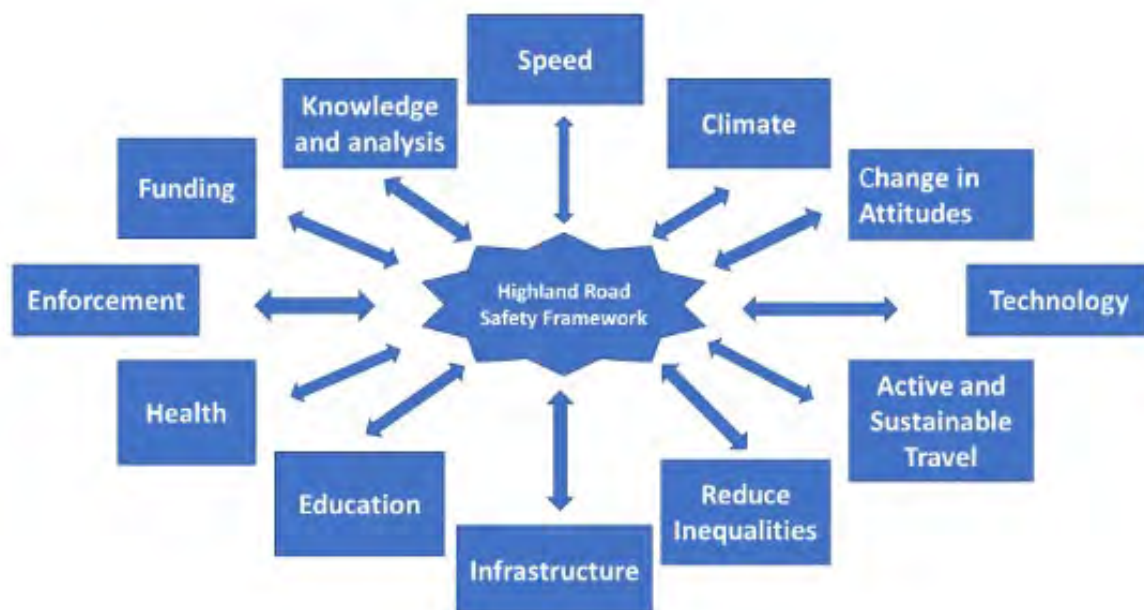 Speed
Knowledge
and analysis
Climate
Funding
Change in
Attitudes
Highland Road
Safety Framework
Enforcement
Technology
Health
Active and
Sustainable
Travel
Education
Reduce
Inequalities
Infrastructure